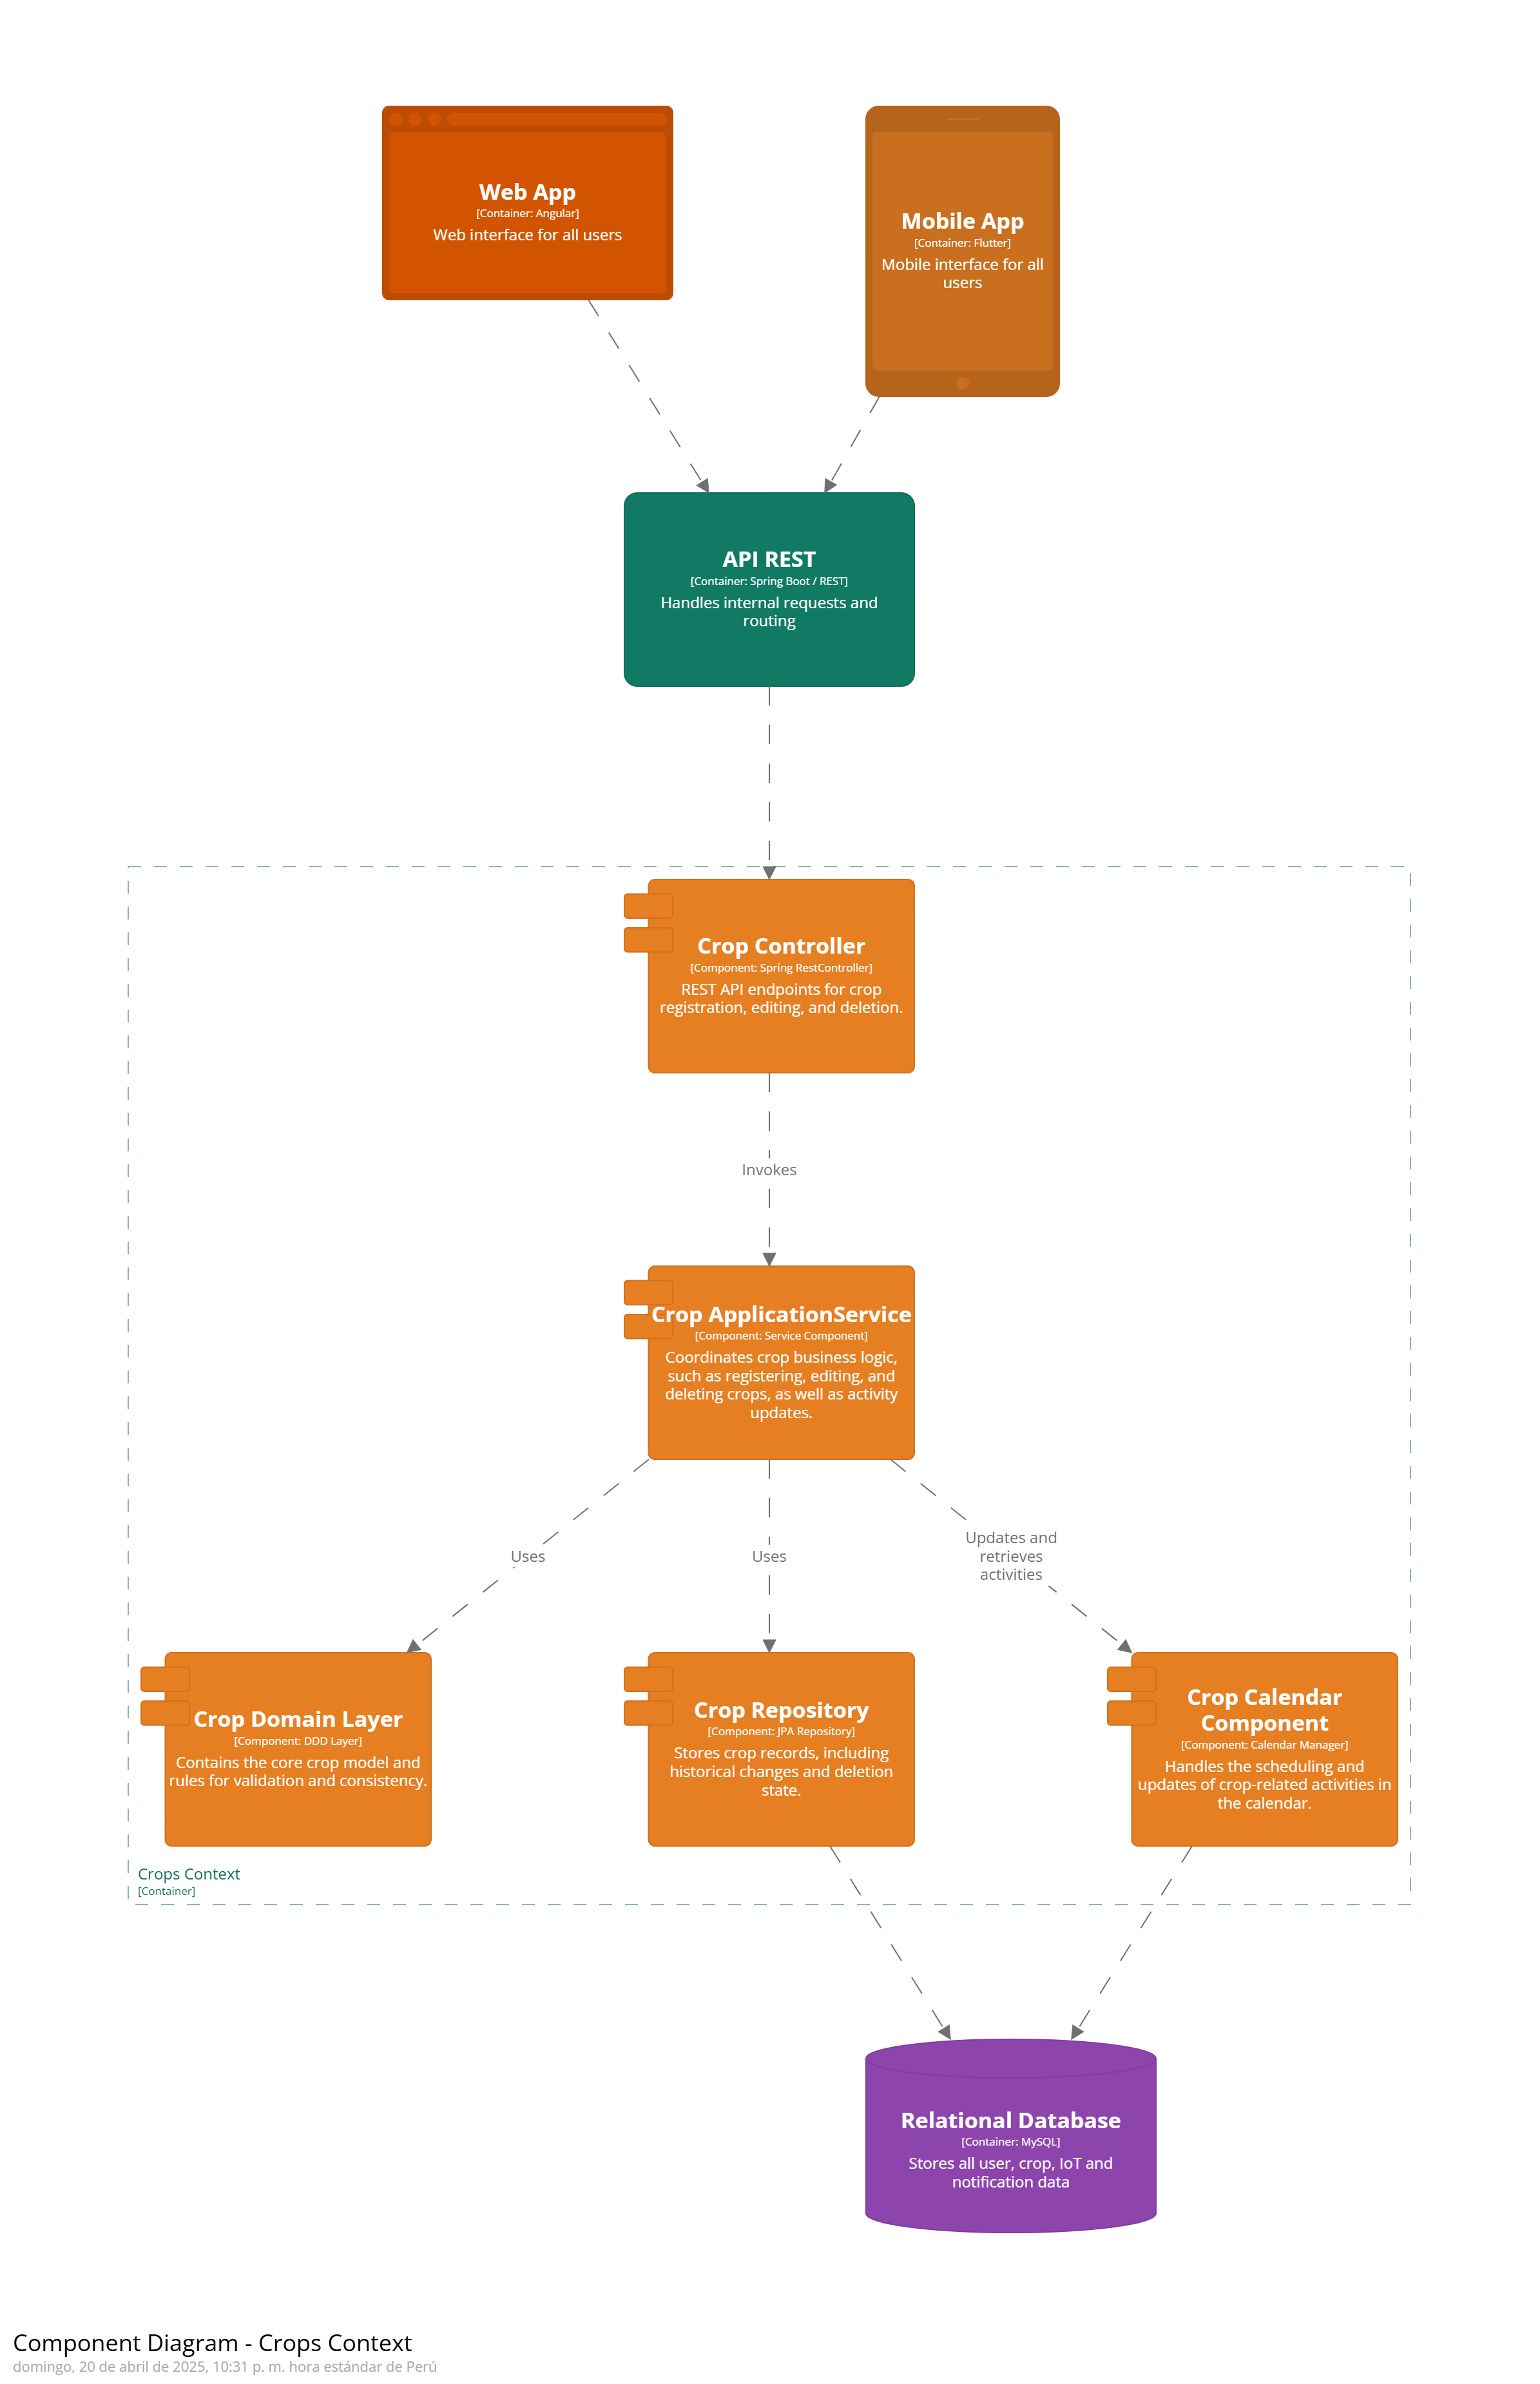 Web App
[Container: Angular]
Web interface for all users
Mobile App
[Container: Flutter]
Mobile interface for all
users
API REST
[Container: Spring Boot / REST]
Handles internal requests and
routing
Crop Controller
[Component: Spring RestController]
REST API endpoints for crop
registration, editing, and deletion.
Invokes
Crop ApplicationService
[Component: Service Component]
Coordinates crop business logic,
such as registering, editing, and
deleting crops, as well as activity
updates.
Uses
Uses
Updates and
retrieves
activities
Crop Domain Layer
[Component: DDD Layer]
Contains the core crop model and
rules for validation and consistency.
Crop Repository
[Component: JPA Repository]
Stores crop records, including
historical changes and deletion
state.
Crop Calendar
Component
[Component: Calendar Manager]
Handles the scheduling and
updates of crop-related activities in
the calendar.
Crops Context
[Container]
Relational Database
[Container: MySQL]
Stores all user, crop, IoT and
notification data
Component Diagram - Crops Context
domingo, 20 de abril de 2025, 10:31 p. m. hora estándar de Perú